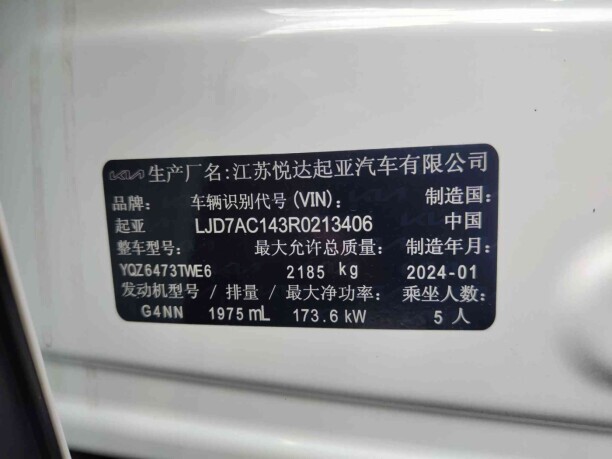 KIA 生产厂名:江苏悦达起亚汽车有限公司
品牌: 车辆识别代号(VIN): 制造国:
起亚 LJD7AC143R0213406 中国
整车型号: 最大允许总质量: 制造年月:
YQZ6473TWE6 2185 kg 2024-01
发动机型号/排量/最大净功率: 乘坐人数:
G4NN 1975 mL 173.6 kW 5 人